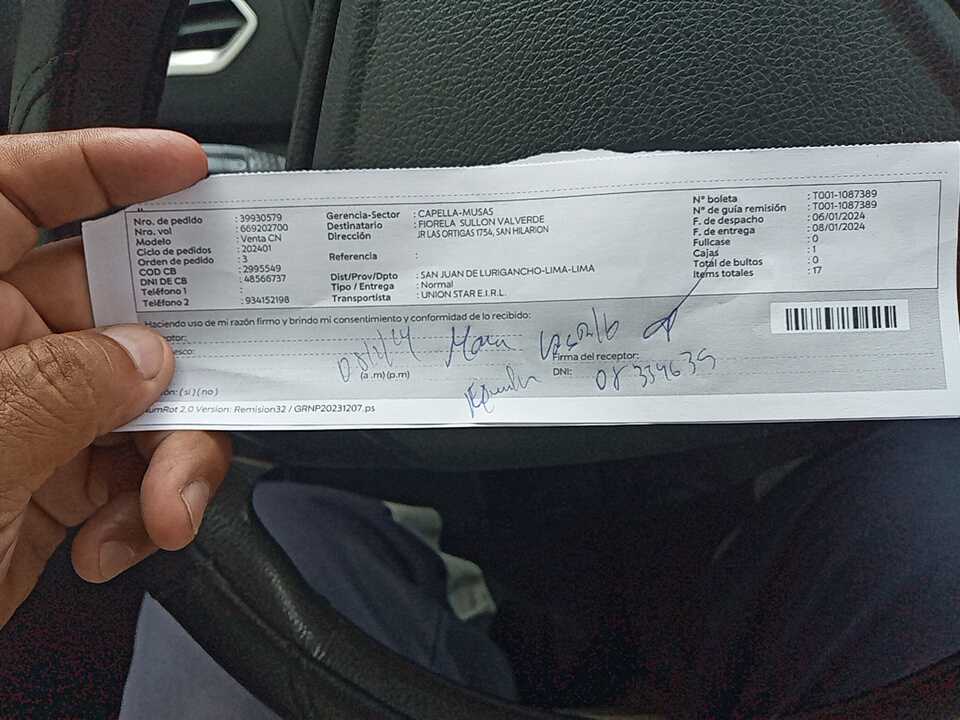 Nro. de pedido : 39930579
Nro. vol : 669202700
Modelo : Venta CN
Ciclo de pedidos : 202401
Orden de pedido : 3
COD CB : 2995549
DNI DE CB : 48566737
Teléfono 1 :
Teléfono 2 : 934152198
Gerencia-Sector : CAPELLA-MUSAS
Destinatario : FIORELA SULLON VALVERDE
Dirección JR LAS ORTIGAS 1754, SAN HILARION
Referencia :
Dist/Prov/Dpto : SAN JUAN DE LURIGANCHO-LIMA-LIMA
Tipo / Entrega : Normal
Transportista : UNION STAR E.I.R.L.
N° boleta : T001-1087389
N° de guía remisión : T001-1087389
F. de despacho : 06/01/2024
F. de entrega : 08/01/2024
Fullcase : 0
Cajas : 1
Total de bultos : 0
Items totales : 17
Haciendo uso de mi razón firmo y brindo mi consentimiento y conformidad de lo recibido:
ptor:
esco:
(a .m) (p.m)
Firma del receptor:
DNI: 08334639
ión: (si) (no)
umRot 2.0 Version: Remision32 / GRNP20231207.ps